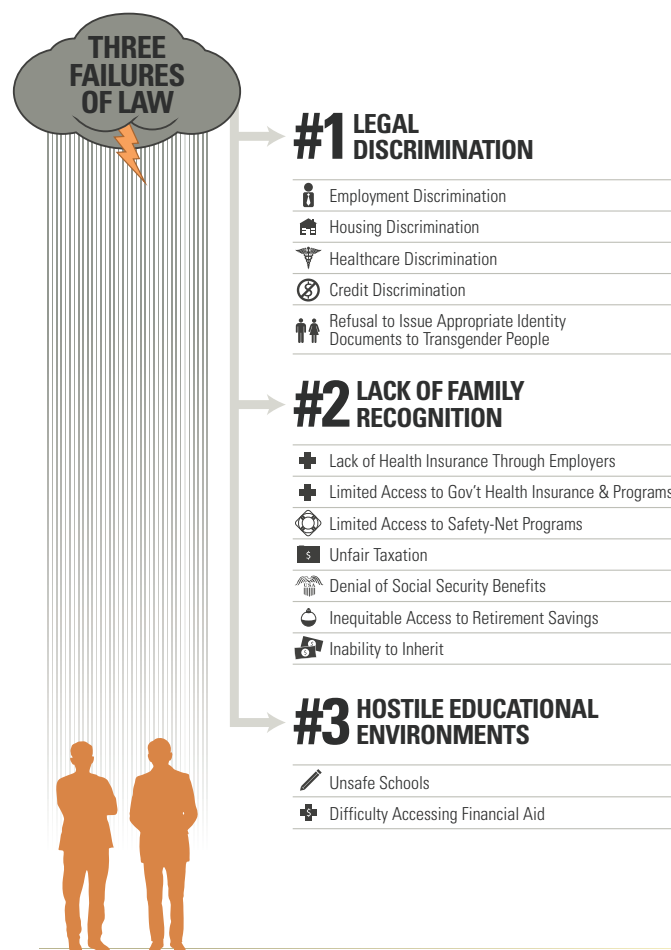 THREE
FAILURES
OF LAW
#1 LEGAL
DISCRIMINATION
Employment Discrimination
Housing Discrimination
Healthcare Discrimination
$ Credit Discrimination
Refusal to Issue Appropriate Identity
Documents to Transgender People
#2 LACK OF FAMILY
RECOGNITION
Lack of Health Insurance Through Employers
Limited Access to Gov't Health Insurance & Programs
Limited Access to Safety-Net Programs
$ Unfair Taxation
USA Denial of Social Security Benefits
Inequitable Access to Retirement Savings
$ $ Inability to Inherit
#3 HOSTILE EDUCATIONAL
ENVIRONMENTS
Unsafe Schools
$ Difficulty Accessing Financial Aid